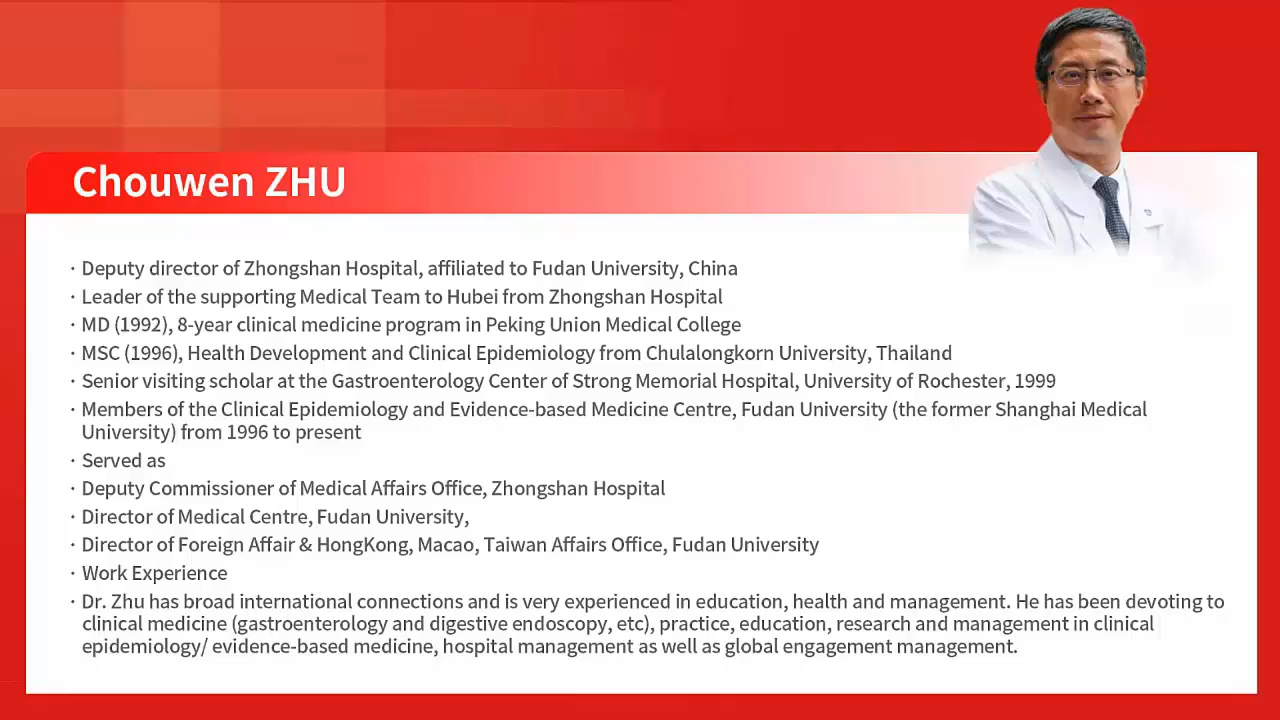 Chouwen ZHU
· Deputy director of Zhongshan Hospital, affiliated to Fudan University, China
· Leader of the supporting Medical Team to Hubei from Zhongshan Hospital
· MD (1992), 8-year clinical medicine program in Peking Union Medical College
· MSC (1996), Health Development and Clinical Epidemiology from Chulalongkorn University, Thailand
· Senior visiting scholar at the Gastroenterology Center of Strong Memorial Hospital, University of Rochester, 1999
· Members of the Clinical Epidemiology and Evidence-based Medicine Centre, Fudan University (the former Shanghai Medical
University) from 1996 to present
· Served as
· Deputy Commissioner of Medical Affairs Office, Zhongshan Hospital
· Director of Medical Centre, Fudan University,
· Director of Foreign Affair & HongKong, Macao, Taiwan Affairs Office, Fudan University
· Work Experience
· Dr. Zhu has broad international connections and is very experienced in education, health and management. He has been devoting to
clinical medicine (gastroenterology and digestive endoscopy, etc), practice, education, research and management in clinical
epidemiology/ evidence-based medicine, hospital management as well as global engagement management.